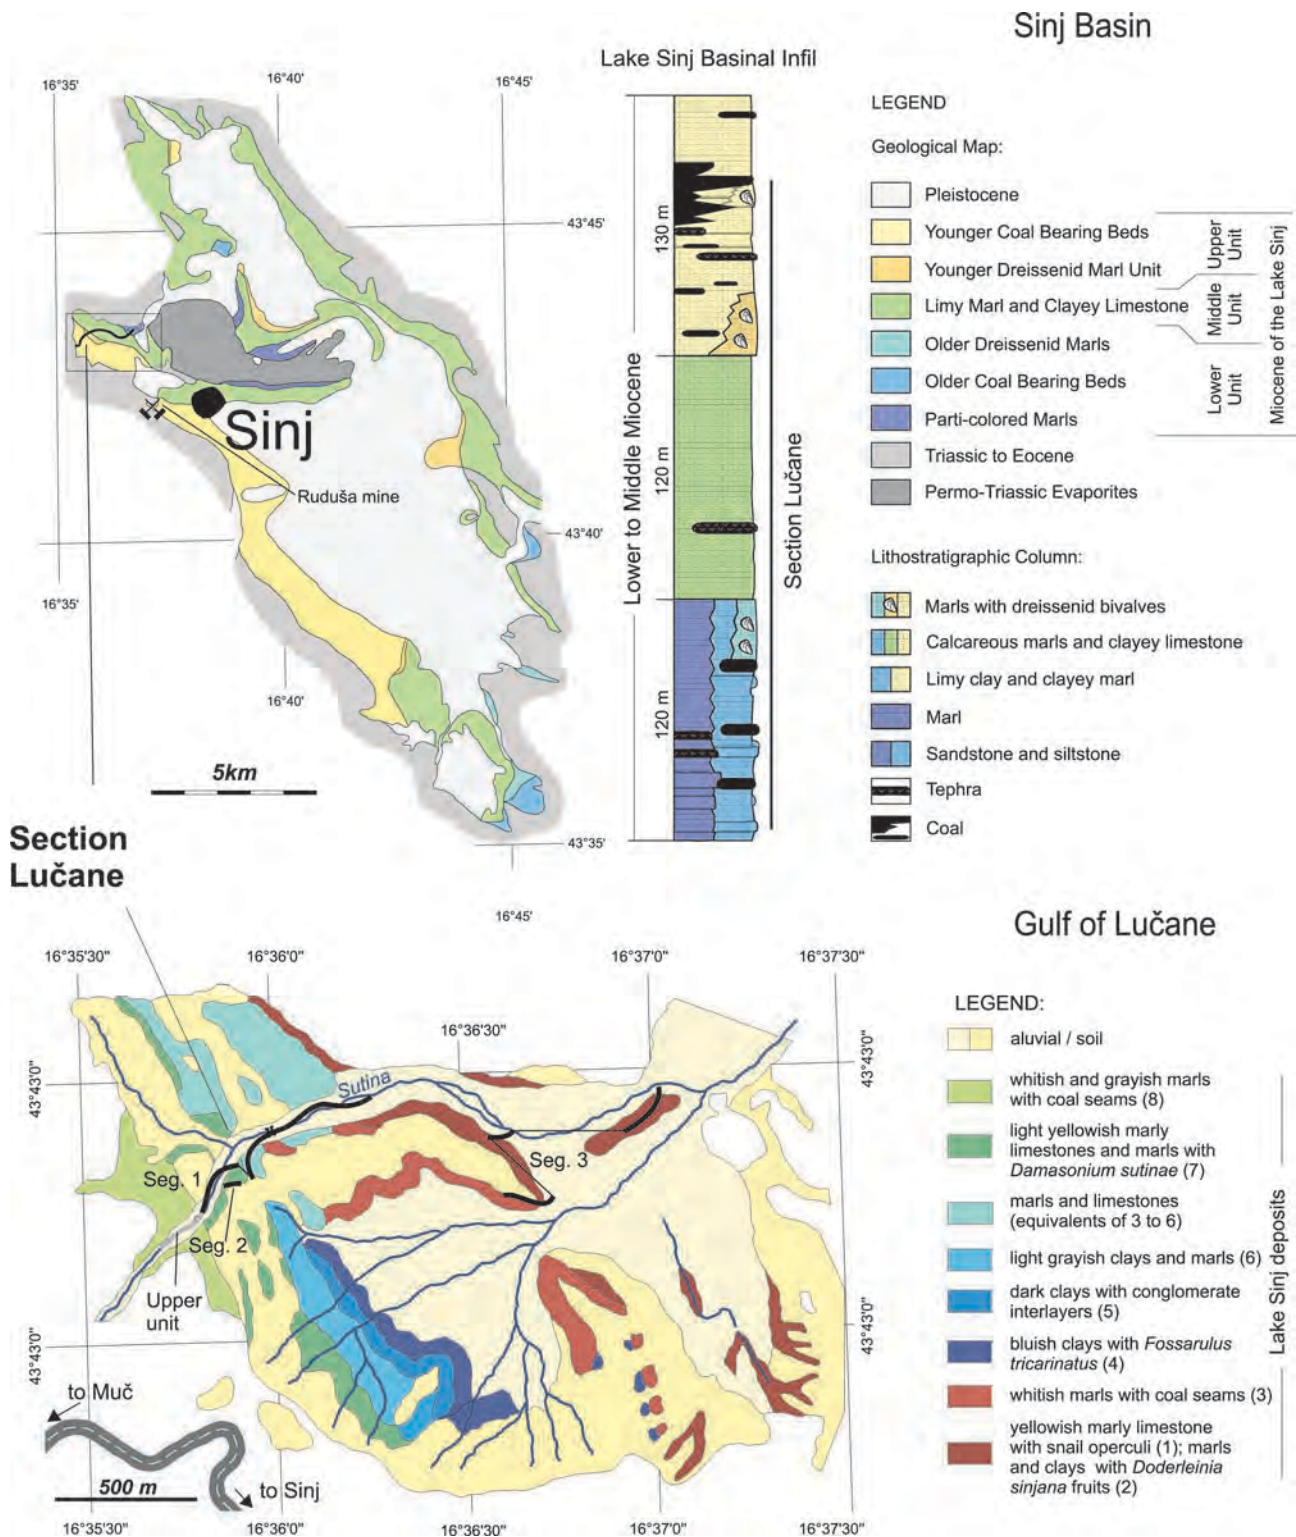 Sinj Basin
Lake Sinj Basinal Infil
16°35'
16°40'
16°45'
43°45'
43°40'
16°35'
16°40'
43°35'
16°45'
Sinj
Ruduša mine
5km
Section
Lučane
Lower to Middle Miocene
130 m
120 m
120 m
Section Lučane
LEGEND
Geological Map:
Pleistocene
Younger Coal Bearing Beds
Younger Dreissenid Marl Unit
Limy Marl and Clayey Limestone
Older Dreissenid Marls
Older Coal Bearing Beds
Parti-colored Marls
Triassic to Eocene
Permo-Triassic Evaporites
Upper
Unit
Middle
Unit
Lower
Unit
Miocene of the Lake Sinj
Lithostratigraphic Column:
Marls with dreissenid bivalves
Calcareous marls and clayey limestone
Limy clay and clayey marl
Marl
Sandstone and siltstone
Tephra
Coal
Gulf of Lučane
16°35'30"
16°36'0"
16°36'30"
16°37'0"
16°37'30"
43°43'0"
43°43'0"
43°43'0"
43°43'0"
Sutina
Seg. 1
Seg. 2
Seg. 3
Upper
unit
to Muč
to Sinj
500 m
16°35'30"
16°36'0"
16°36'30"
16°37'0"
16°37'30"
LEGEND:
aluvial / soil
whitish and grayish marls
with coal seams (8)
light yellowish marly
limestones and marls with
Damasonium sutinae (7)
marls and limestones
(equivalents of 3 to 6)
light grayish clays and marls (6)
dark clays with conglomerate
interlayers (5)
bluish clays with Fossarulus
tricarinatus (4)
whitish marls with coal seams (3)
yellowish marly limestone
with snail operculi (1); marls
and clays with Doderleinia
sinjana fruits (2)
Lake Sinj deposits